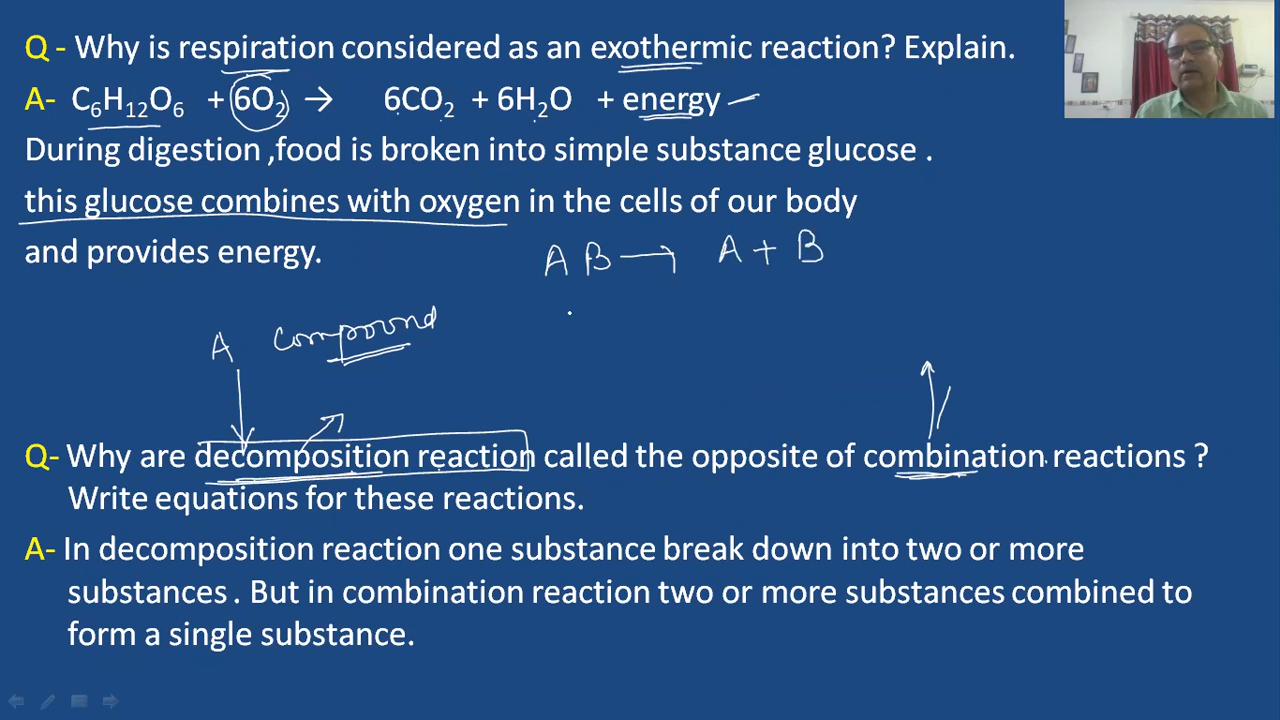 Q - Why is respiration considered as an exothermic reaction? Explain.
A- C₆H₁₂O₆ + 6O₂ → 6CO₂ + 6H₂O + energy
During digestion ,food is broken into simple substance glucose .
this glucose combines with oxygen in the cells of our body
and provides energy.
A B → A + B
A compound
Q- Why are decomposition reaction called the opposite of combination reactions ?
Write equations for these reactions.
A- In decomposition reaction one substance break down into two or more
substances . But in combination reaction two or more substances combined to
form a single substance.